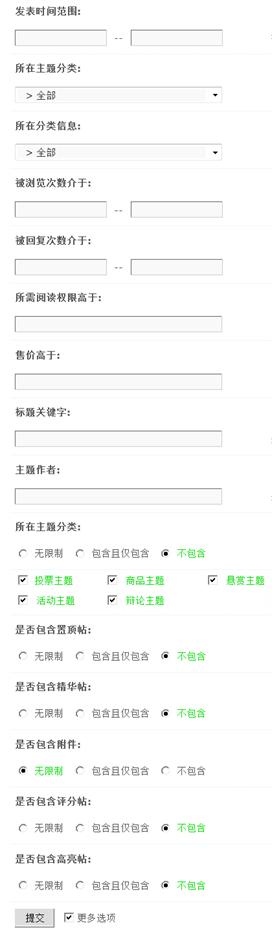 发表时间范围:
--
所在主题分类:
> 全部
所在分类信息:
> 全部
被浏览次数介于:
--
被回复次数介于:
--
所需阅读权限高于:
售价高于:
标题关键字:
主题作者:
所在主题分类:
无限制 包含且仅包含 不包含
投票主题 商品主题 悬赏主题
活动主题 辩论主题
是否包含置顶帖:
无限制 包含且仅包含 不包含
是否包含精华帖:
无限制 包含且仅包含 不包含
是否包含附件:
无限制 包含且仅包含 不包含
是否包含评分帖:
无限制 包含且仅包含 不包含
是否包含高亮帖:
无限制 包含且仅包含 不包含
提交 更多选项